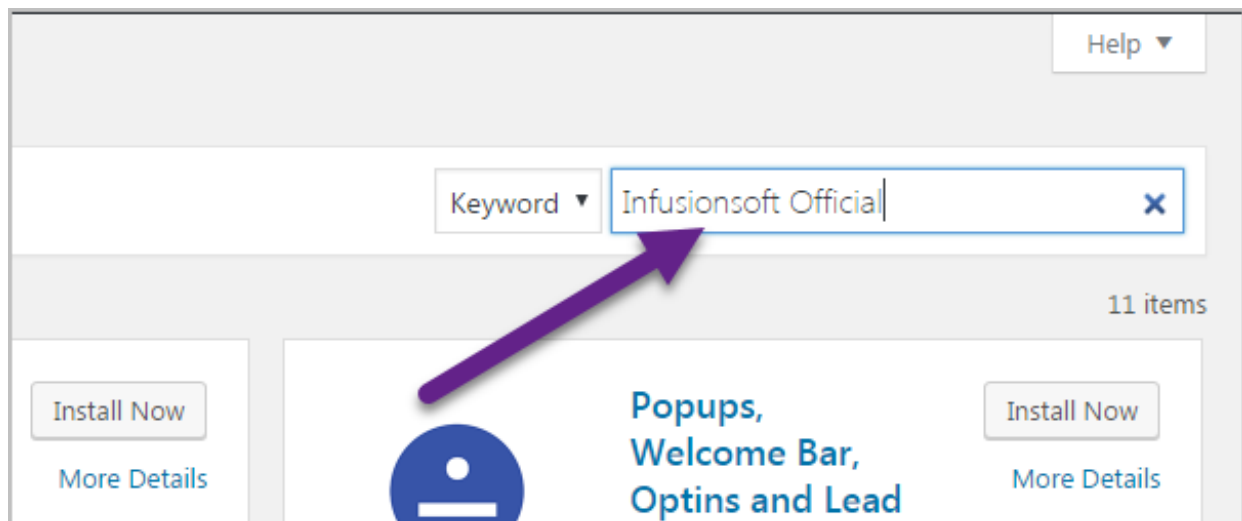 Help
Keyword
Infusionsoft Official
11 items
Install Now
More Details
Popups,
Welcome Bar,
Optins and Lead
Install Now
More Details